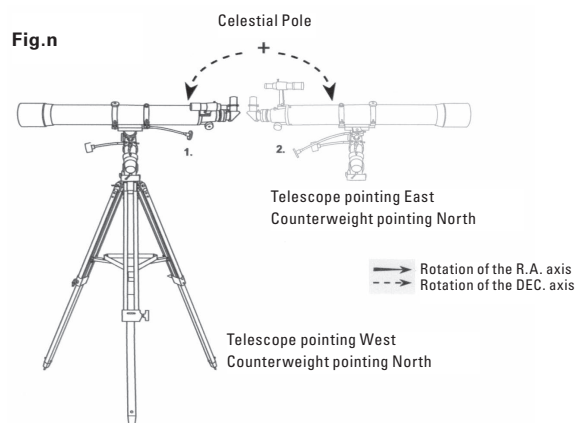 Celestial Pole
Fig.n
+
1.
2.
Telescope pointing East
Counterweight pointing North
Rotation of the R.A. axis
Rotation of the DEC. axis
Telescope pointing West
Counterweight pointing North